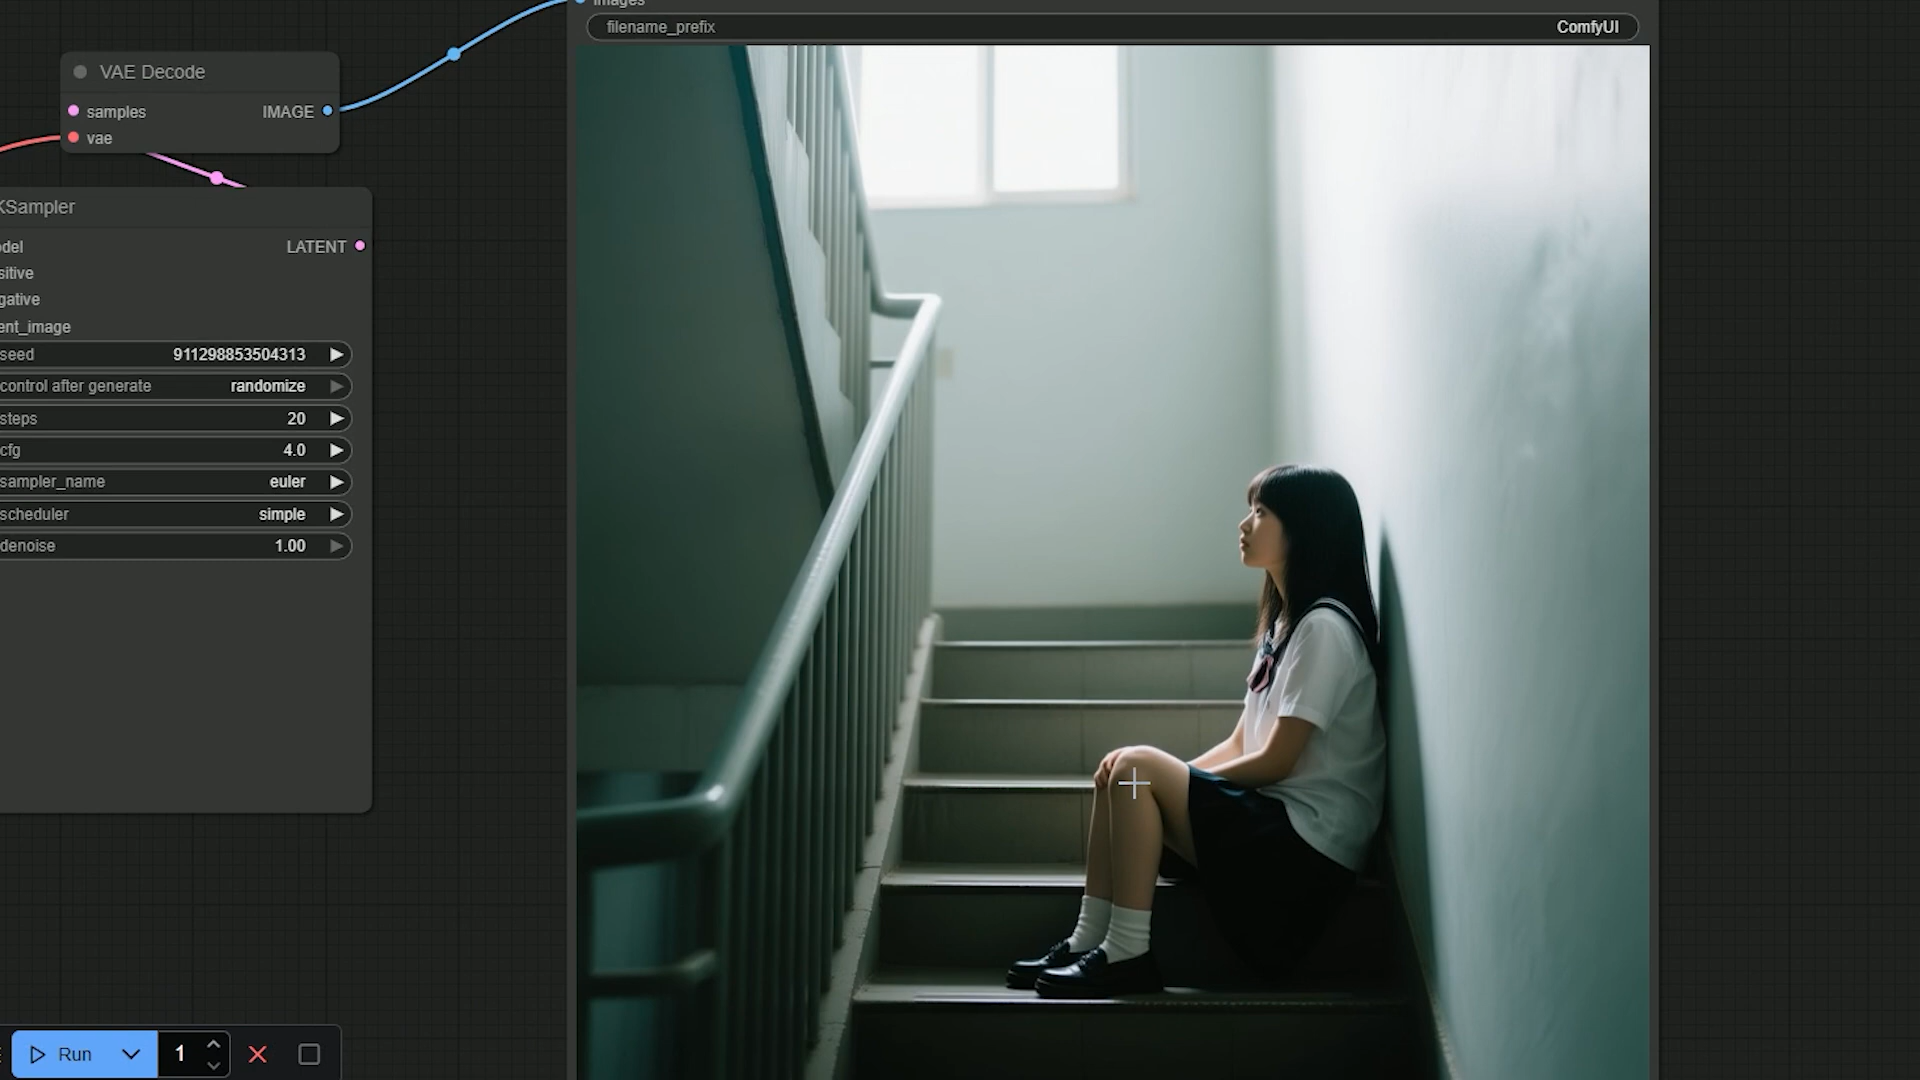 images
filename_prefix ComfyUI
VAE Decode
samples IMAGE
vae
KSampler
odel LATENT
sitive
gative
ent_image
seed 911298853504313
control after generate randomize
steps 20
cfg 4.0
sampler_name euler
scheduler simple
denoise 1.00
Run 1